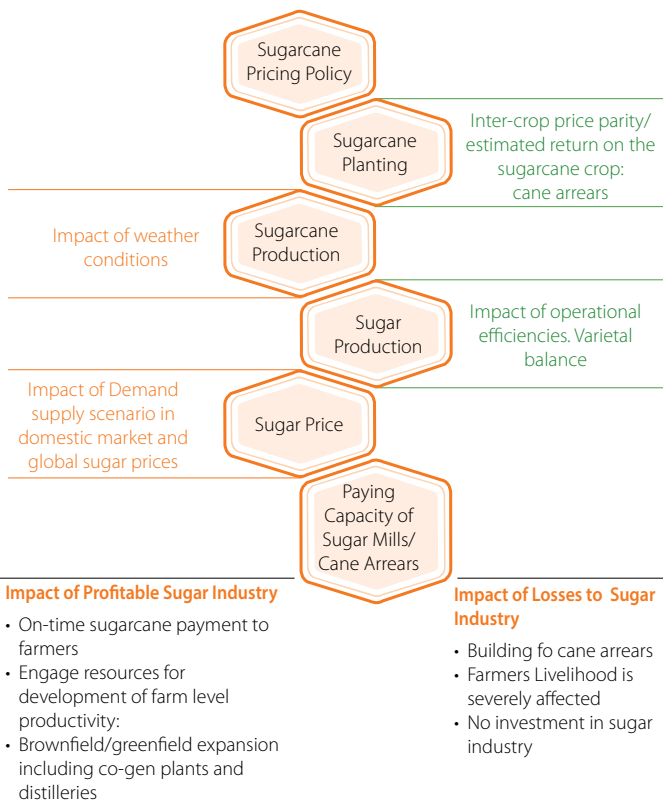 Sugarcane
Pricing Policy
Sugarcane
Planting
Inter-crop price parity/
estimated return on the
sugarcane crop:
cane arrears
Impact of weather
conditions
Sugarcane
Production
Sugar
Production
Impact of operational
efficiencies. Varietal
balance
Impact of Demand
supply scenario in
domestic market and
global sugar prices
Sugar Price
Paying
Capacity of
Sugar Mills/
Cane Arrears
Impact of Profitable Sugar Industry
• On-time sugarcane payment to
farmers
• Engage resources for
development of farm level
productivity:
• Brownfield/greenfield expansion
including co-gen plants and
distilleries
Impact of Losses to Sugar
Industry
• Building fo cane arrears
• Farmers Livelihood is
severely affected
• No investment in sugar
industry